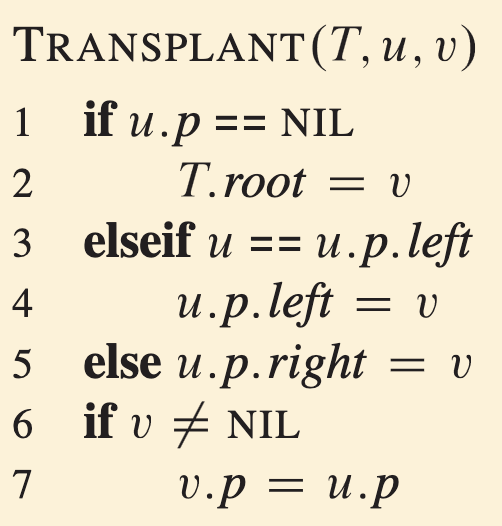 TRANSPLANT(T, u, v)
1 if u.p == NIL
2 T.root = v
3 elseif u == u.p.left
4 u.p.left = v
5 else u.p.right = v
6 if v ≠ NIL
7 v.p = u.p